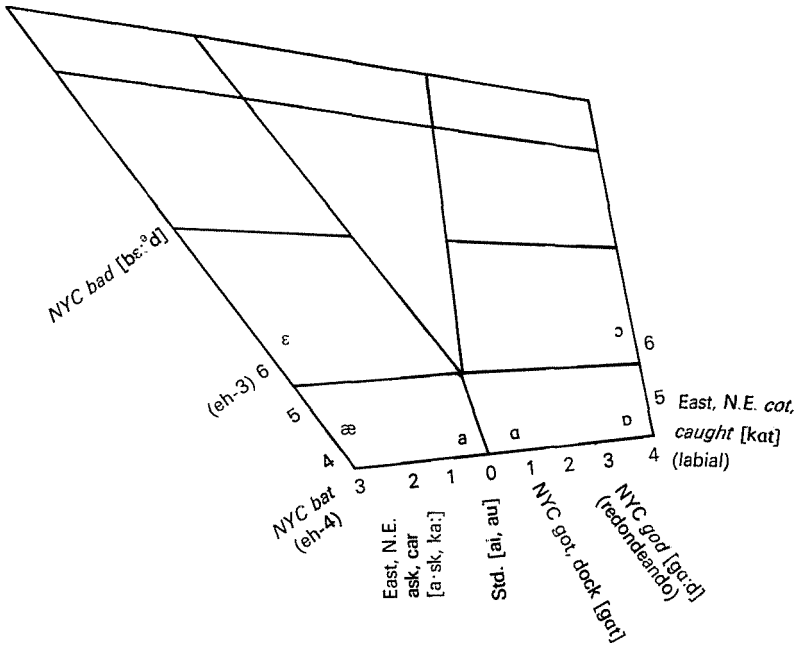 NYC bad [bɛ:ᵊd]
ɛ
ɔ
6
(eh-3) 6
5
5
East, N.E. cot,
caught [kɑt]
(labial)
æ
a
ɑ
ɒ
4
3
2
1
0
1
2
3
4
NYC bat
(eh-4)
East, N.E.
ask, car
[a·sk, ka:]
Std. [ai, au]
NYC got, dock [gɑt]
NYC god [gɑ:d]
(redondeando)